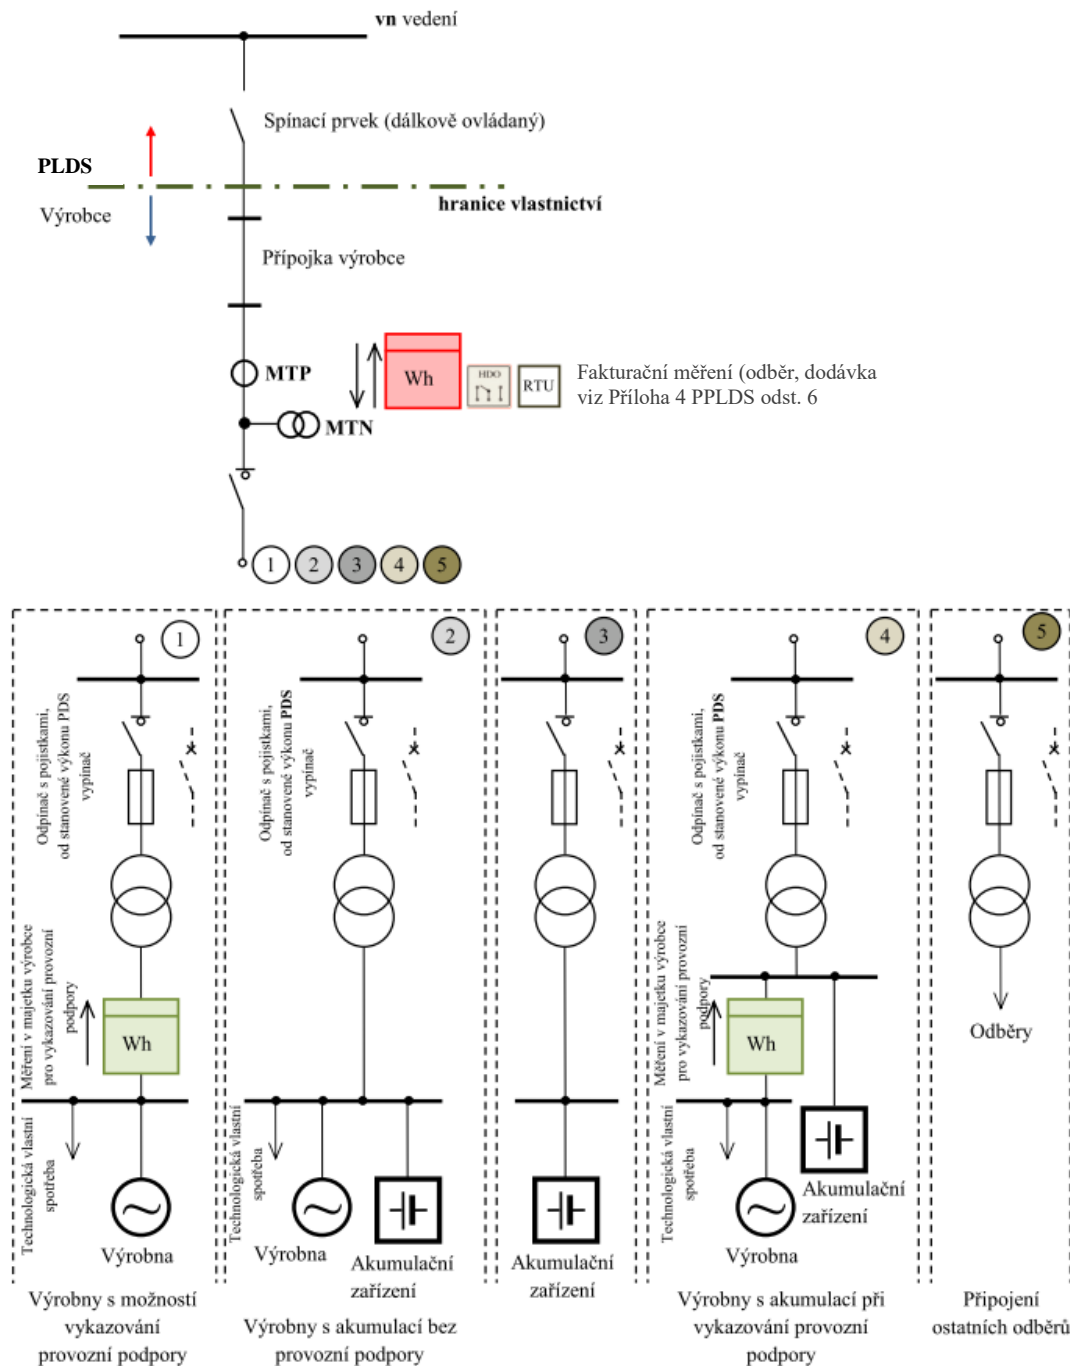 vn vedení
Spínací prvek (dálkově ovládaný)
PLDS
hranice vlastnictví
Výrobce
Přípojka výrobce
MTP
Wh
HDO
RTU
Fakturační měření (odběr, dodávka
viz Příloha 4 PPLDS odst. 6
MTN
1 2 3 4 5
1
Odpínač s pojistkami,
od stanovené výkonu PDS
vypínač
Měření v majetku výrobce
pro vykazování provozní
podpory
Wh
Technologická vlastní
spotřeba
Výrobna
Výrobny s možností
vykazování
provozní podpory
2
Odpínač s pojistkami,
od stanovené výkonu PDS
vypínač
Technologická vlastní
spotřeba
Výrobna
Akumulační
zařízení
Výrobny s akumulací bez
provozní podpory
3
Akumulační
zařízení
4
Odpínač s pojistkami,
od stanovené výkonu PDS
vypínač
Měření v majetku výrobce
pro vykazování provozní
podpory
Wh
Technologická vlastní
spotřeba
Výrobna
Akumulační
zařízení
Výrobny s akumulací při
vykazování provozní
podpory
5
Odběry
Připojení
ostatních odběrů